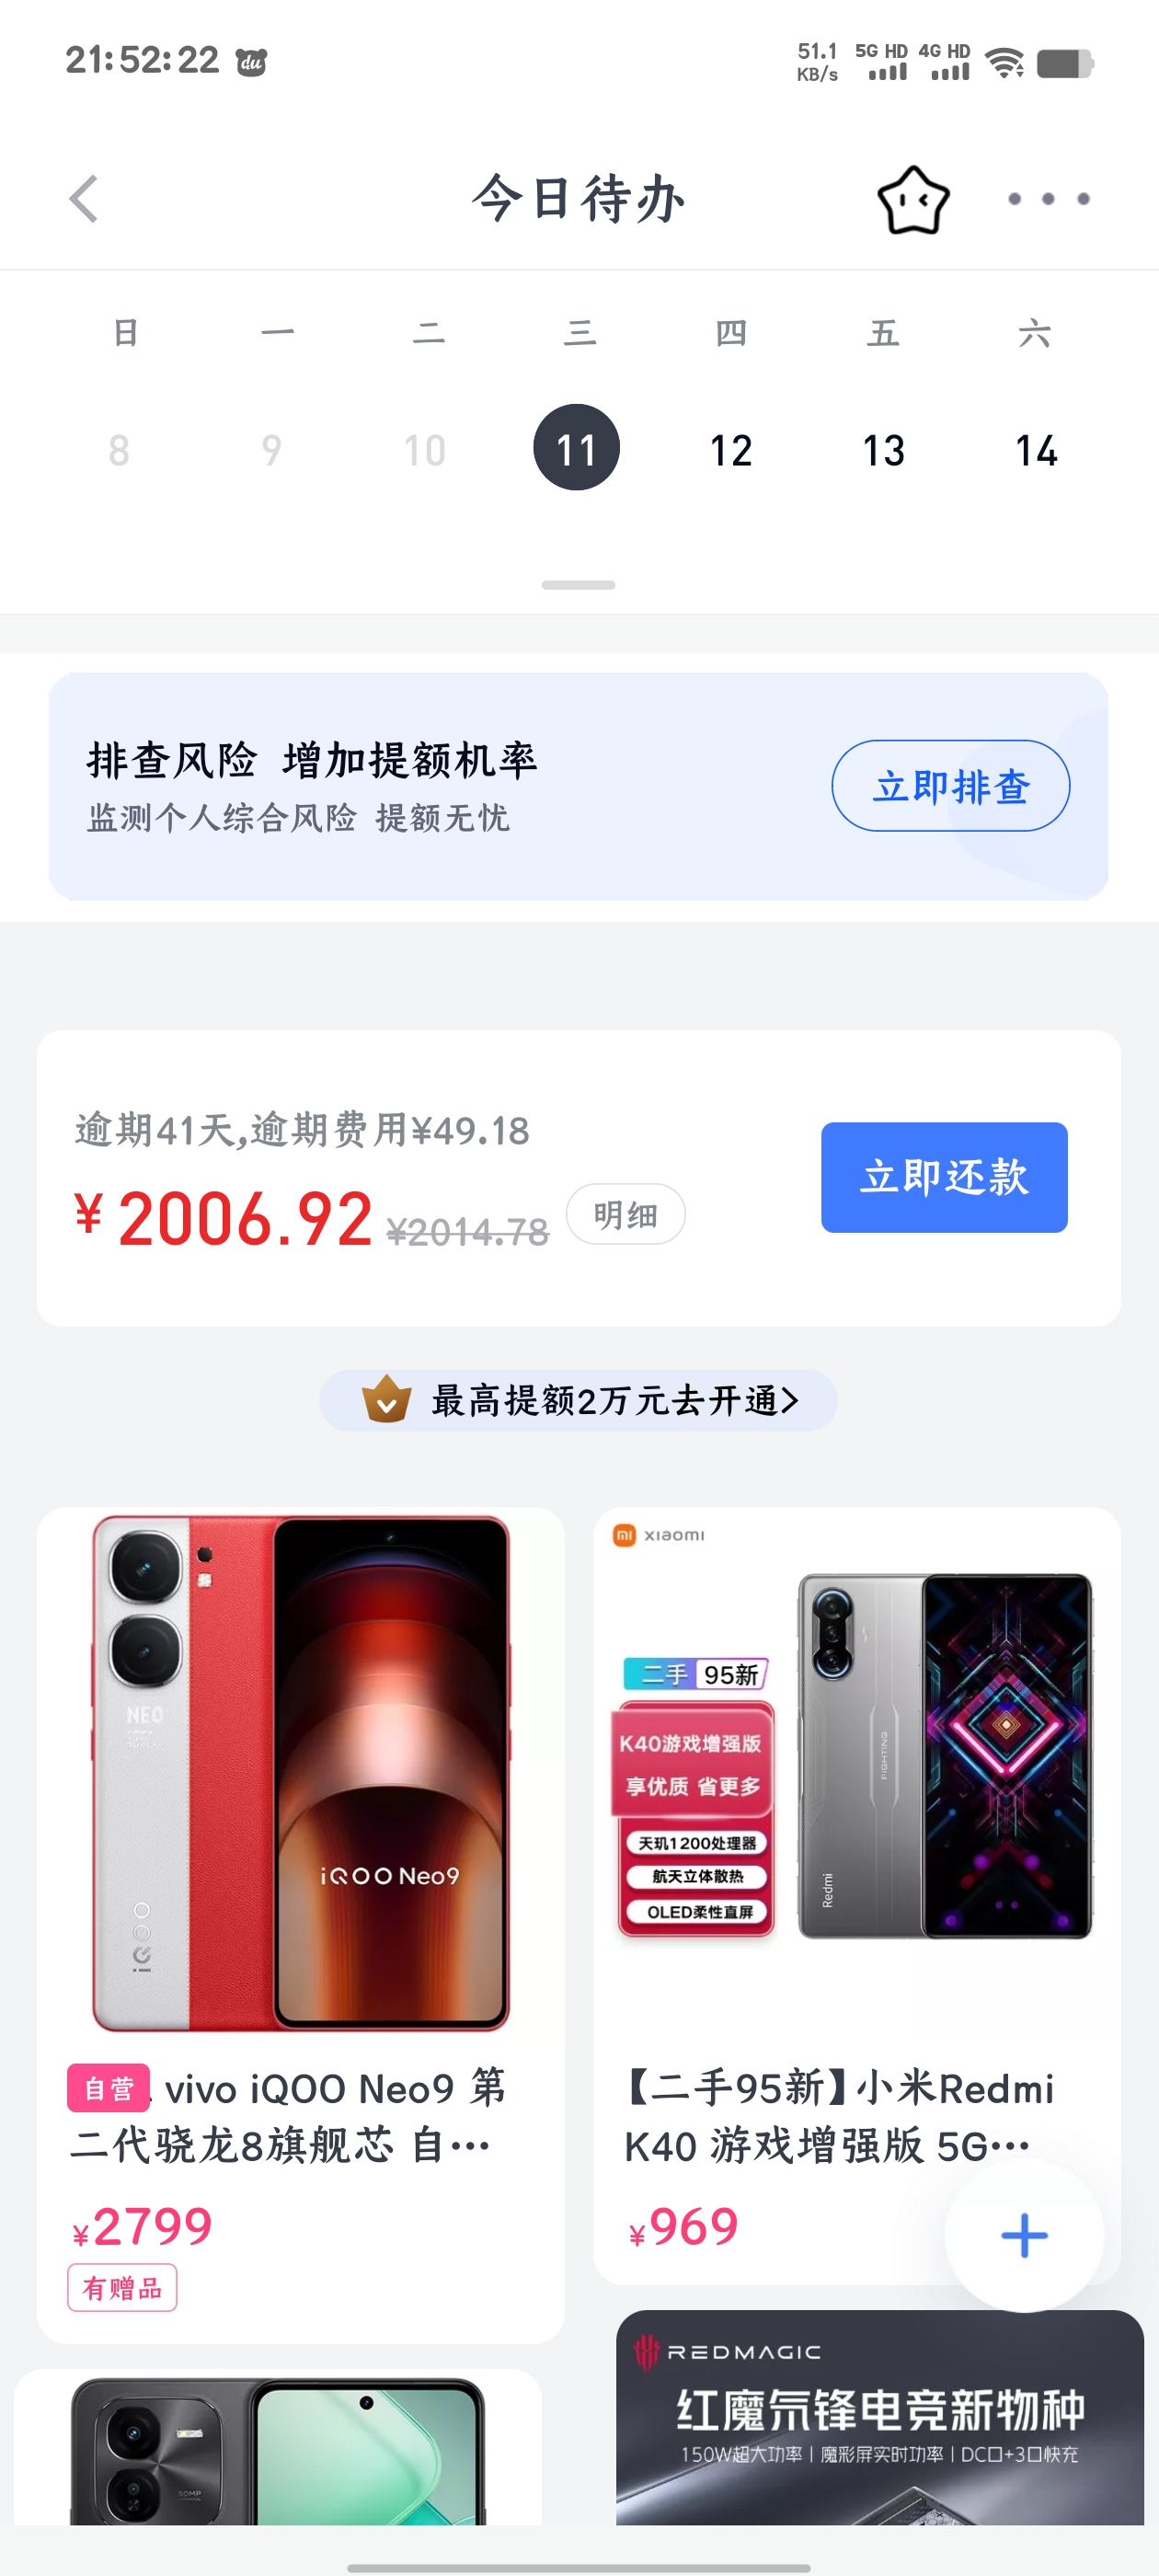 21:52:22 du 51.1 KB/s 5G HD 4G HD
今日待办
日 一 二 三 四 五 六
8 9 10 11 12 13 14
排查风险 增加提额机率
监测个人综合风险 提额无忧
立即排查
逾期41天,逾期费用¥49.18
¥2006.92 ¥2014.78 明细
立即还款
最高提额2万元去开通>
NEO
iQOO
iQOO Neo9
自营 vivo iQOO Neo9 第
二代骁龙8旗舰芯 自···
¥2799
有赠品
xiaomi
二手 95新
K40游戏增强版
享优质 省更多
天玑1200处理器
航天立体散热
OLED柔性直屏
FIGHTING
Redmi
【二手95新】小米Redmi
K40 游戏增强版 5G···
¥969
+
50MP
REDMAGIC
红魔氘锋电竞新物种
150W超大功率 | 魔彩屏实时功率 | DC口+3口快充